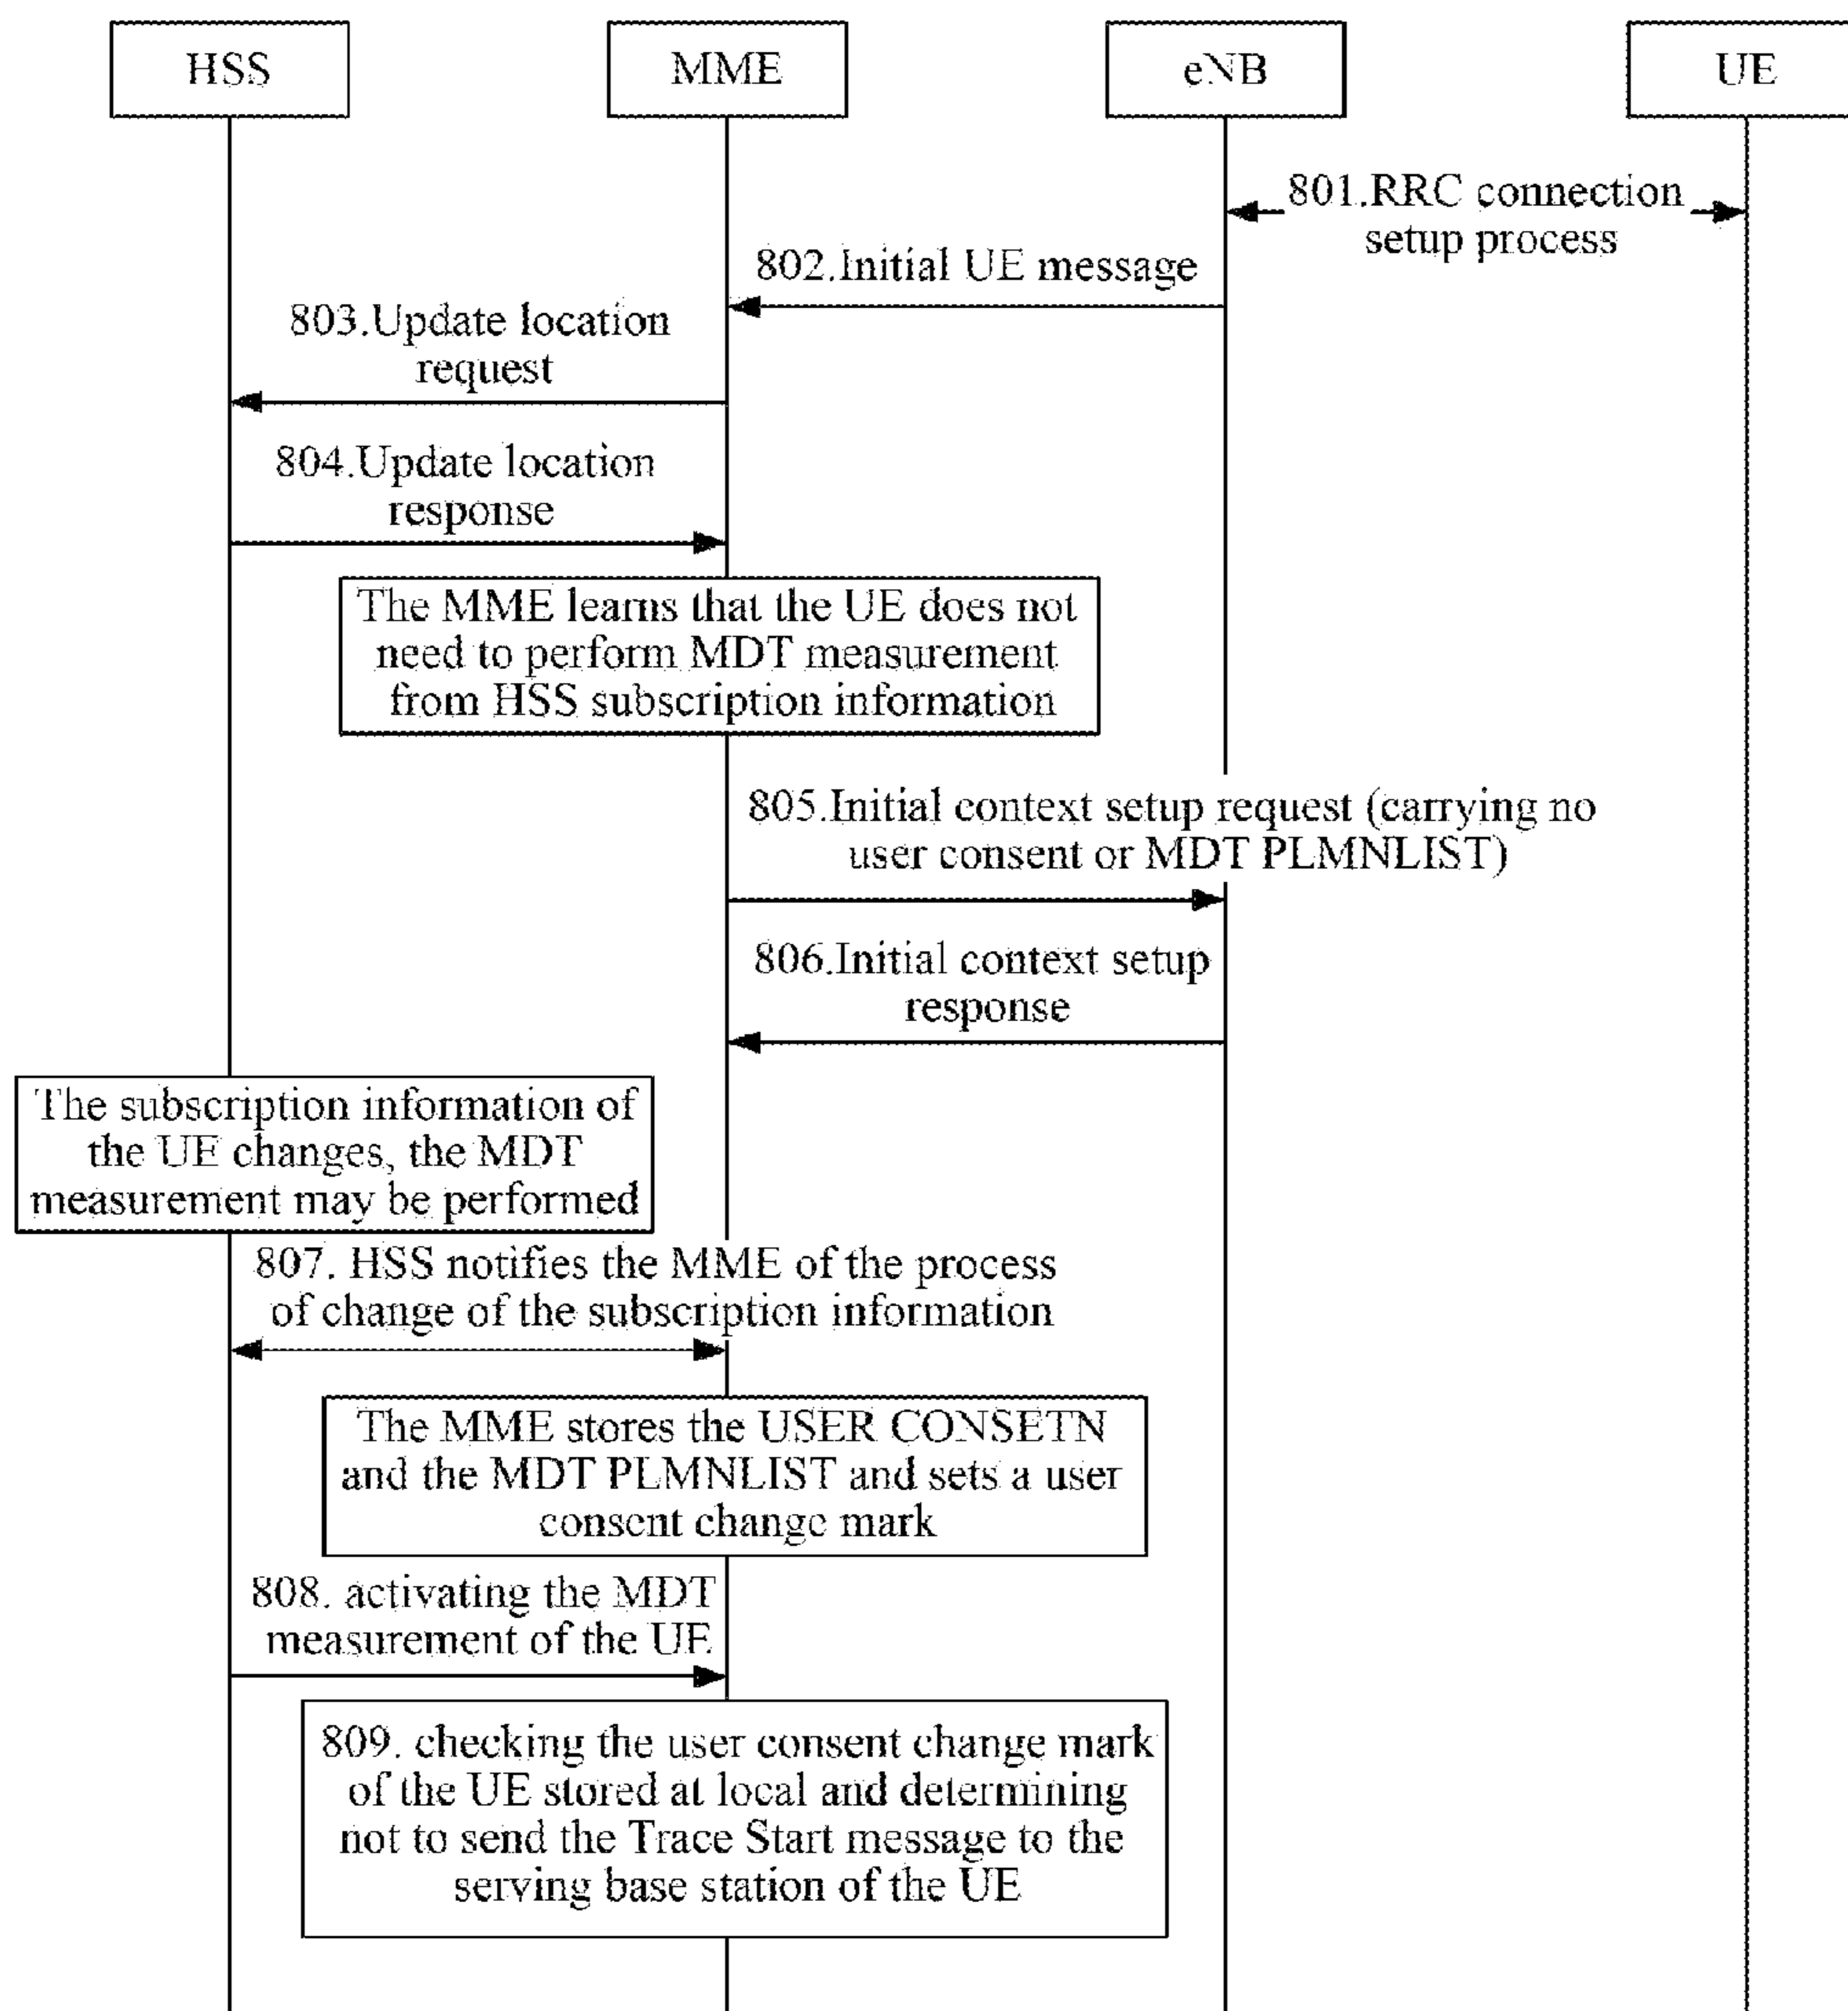 HSS
MME
eNB
UE
801.RRC connection
setup process
802.Initial UE message
803.Update location
request
804.Update location
response
The MME learns that the UE does not
need to perform MDT measurement
from HSS subscription information
805.Initial context setup request (carrying no
user consent or MDT PLMNLIST)
806.Initial context setup
response
The subscription information of
the UE changes, the MDT
measurement may be performed
807. HSS notifies the MME of the process
of change of the subscription information
The MME stores the USER CONSETN
and the MDT PLMNLIST and sets a user
consent change mark
808. activating the MDT
measurement of the UE
809. checking the user consent change mark
of the UE stored at local and determining
not to send the Trace Start message to the
serving base station of the UE